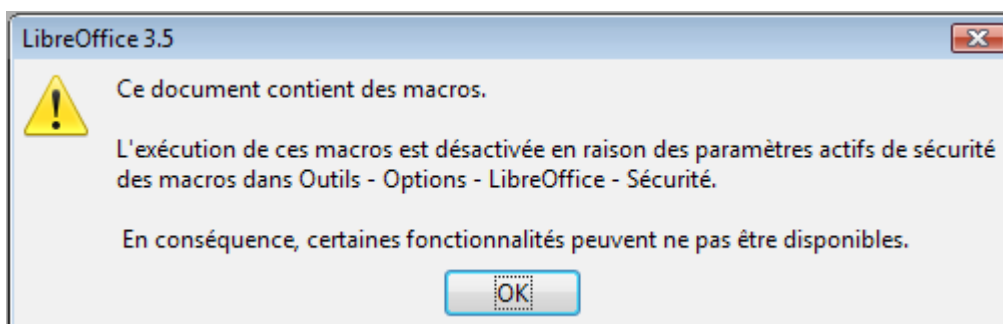 LibreOffice 3.5
Ce document contient des macros.
L'exécution de ces macros est désactivée en raison des paramètres actifs de sécurité
des macros dans Outils - Options - LibreOffice - Sécurité.
En conséquence, certaines fonctionnalités peuvent ne pas être disponibles.
OK